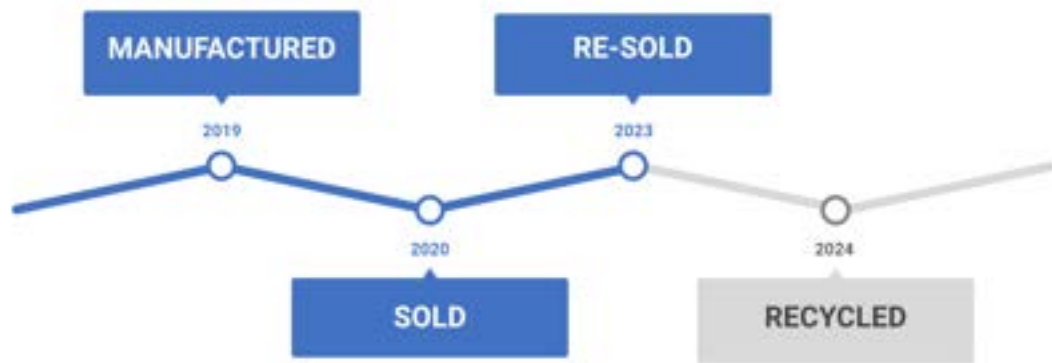 MANUFACTURED
2019
2020
SOLD
RE-SOLD
2023
2024
RECYCLED